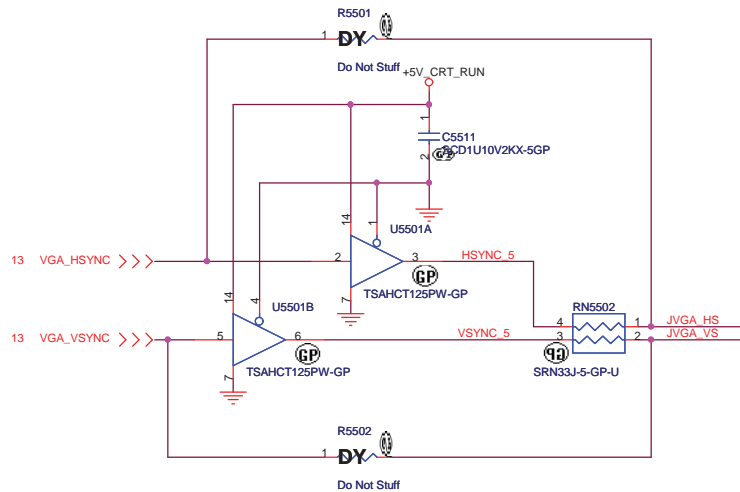 R5501
1 DY 2
Do Not Stuff
+5V_CRT_RUN
1
C5511
SCD1U10V2KX-5GP
2
14
1
U5501A
13 VGA_HSYNC
2
3
HSYNC_5
GP
TSAHCT125PW-GP
7
14
4
U5501B
RN5502
4
1
JVGA_HS
13 VGA_VSYNC
5
6
VSYNC_5
3
2
JVGA_VS
GP
TSAHCT125PW-GP
SRN33J-5-GP-U
7
R5502
1 DY 2
Do Not Stuff